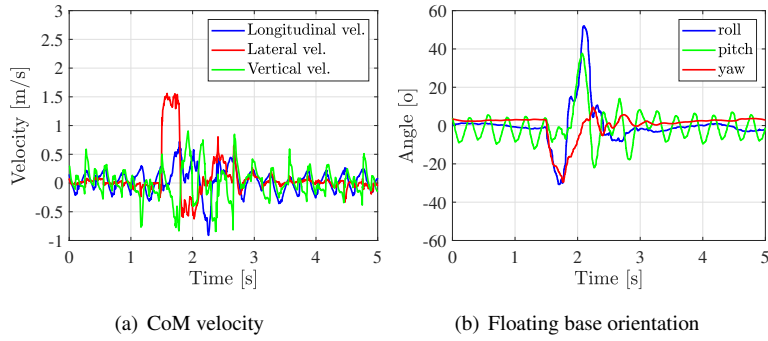 3
2.5
2
1.5
1
0.5
0
-0.5
-1
Velocity [m/s]
Longitudinal vel.
Lateral vel.
Vertical vel.
0 1 2 3 4 5
Time [s]
(a) CoM velocity
60
40
20
0
-20
-40
-60
Angle [o]
roll
pitch
yaw
0 1 2 3 4 5
Time [s]
(b) Floating base orientation